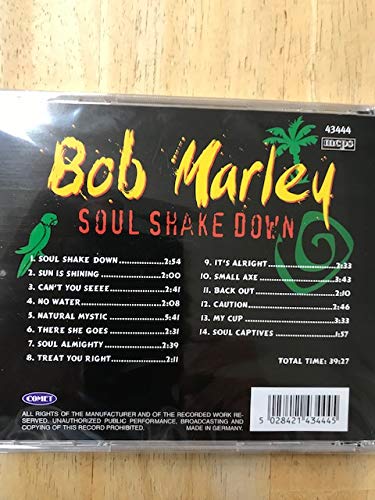 43444
mcps
Bob Marley
SOUL SHAKE DOWN
1. SOUL SHAKE DOWN 2:54
2. SUN IS SHINING 2:00
3. CAN'T YOU SEEEE 2:41
4. NO WATER 2:08
5. NATURAL MYSTIC 5:41
6. THERE SHE GOES 2:31
7. SOUL ALMIGHTY 2:39
8. TREAT YOU RIGHT 2:11
9. IT'S ALRIGHT 2:33
10. SMALL AXE 3:43
11. BACK OUT 2:10
12. CAUTION 2:46
13. MY CUP 3:33
14. SOUL CAPTIVES 1:57
TOTAL TIME: 39:27
COMET
ALL RIGHTS OF THE MANUFACTURER AND OF THE RECORDED WORK RE-
SERVED. UNAUTHORIZED PUBLIC PERFORMANCE, BROADCASTING AND
COPYING OF THIS RECORD PROHIBITED. MADE IN GERMANY.
5 028421 434445